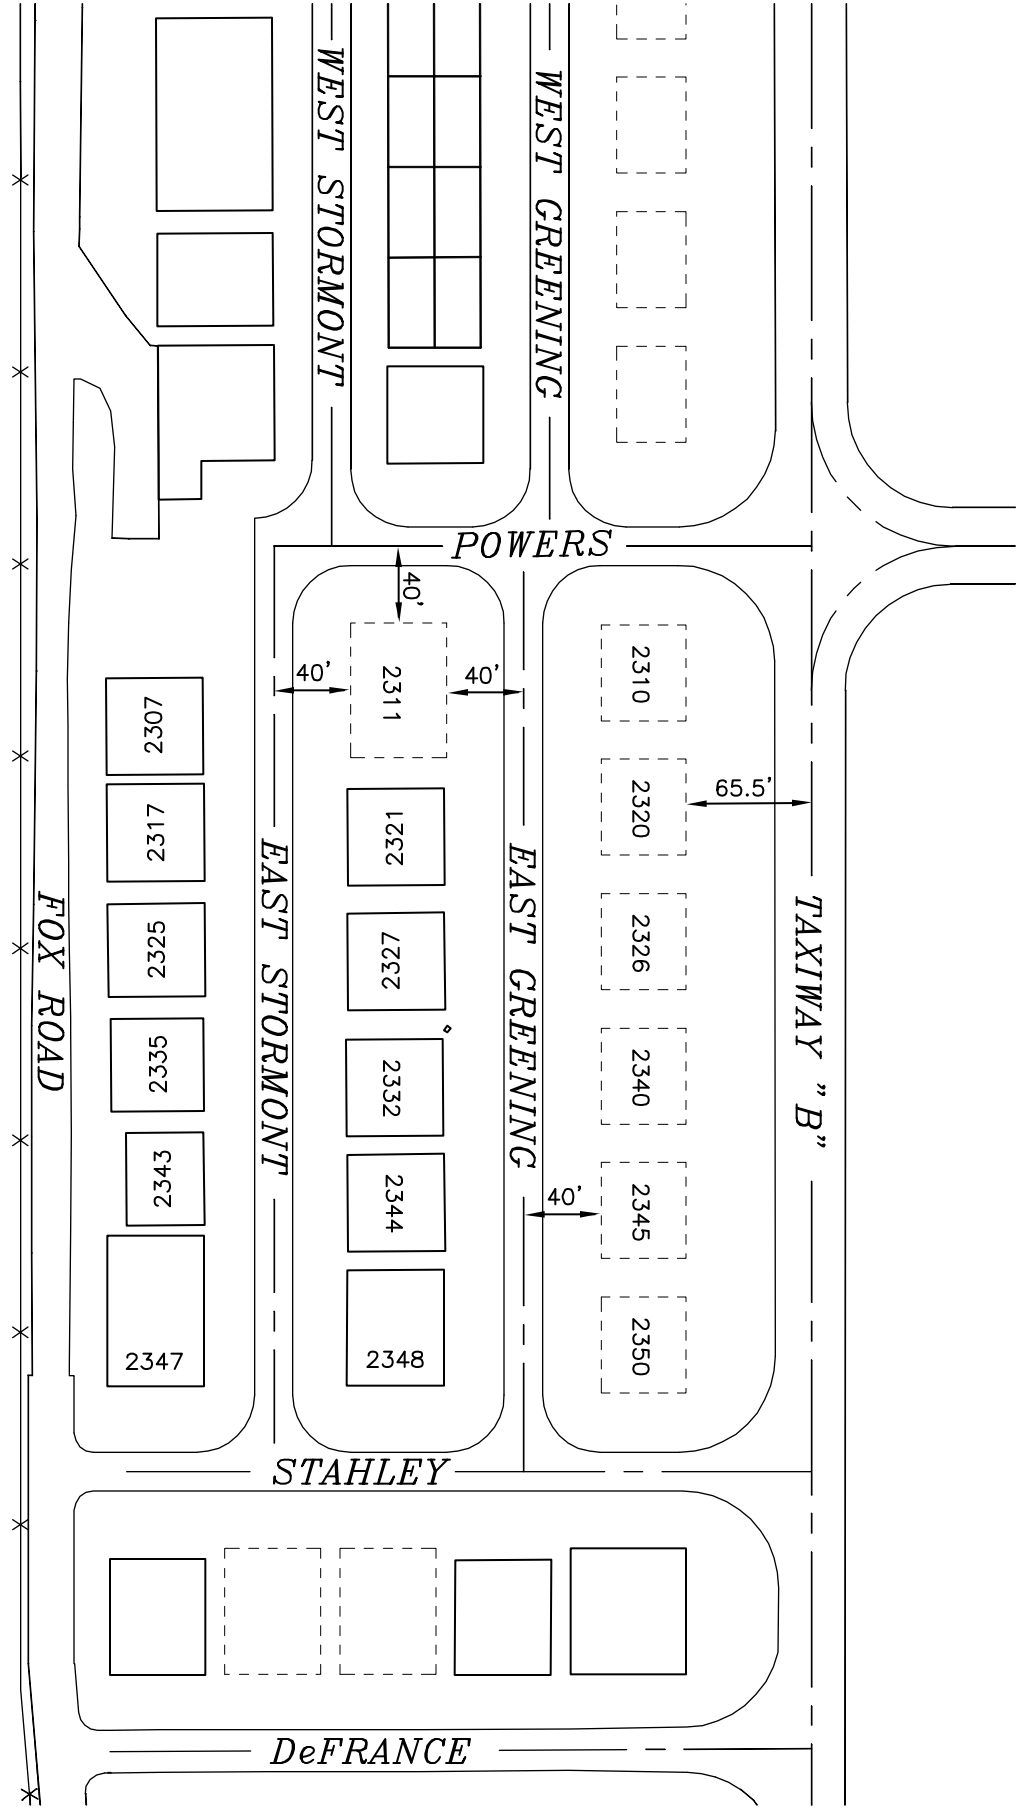 WEST STORMONT
WEST GREENING
POWERS
40'
40'
40'
2311
2310
2307
2320
65.5'
2317
2321
2325
2327
2326
EAST STORMONT
EAST GREENING
TAXIWAY "B"
FOX ROAD
2335
2332
2340
2343
2344
40'
2345
2347
2348
2350
STAHLEY
DeFRANCE